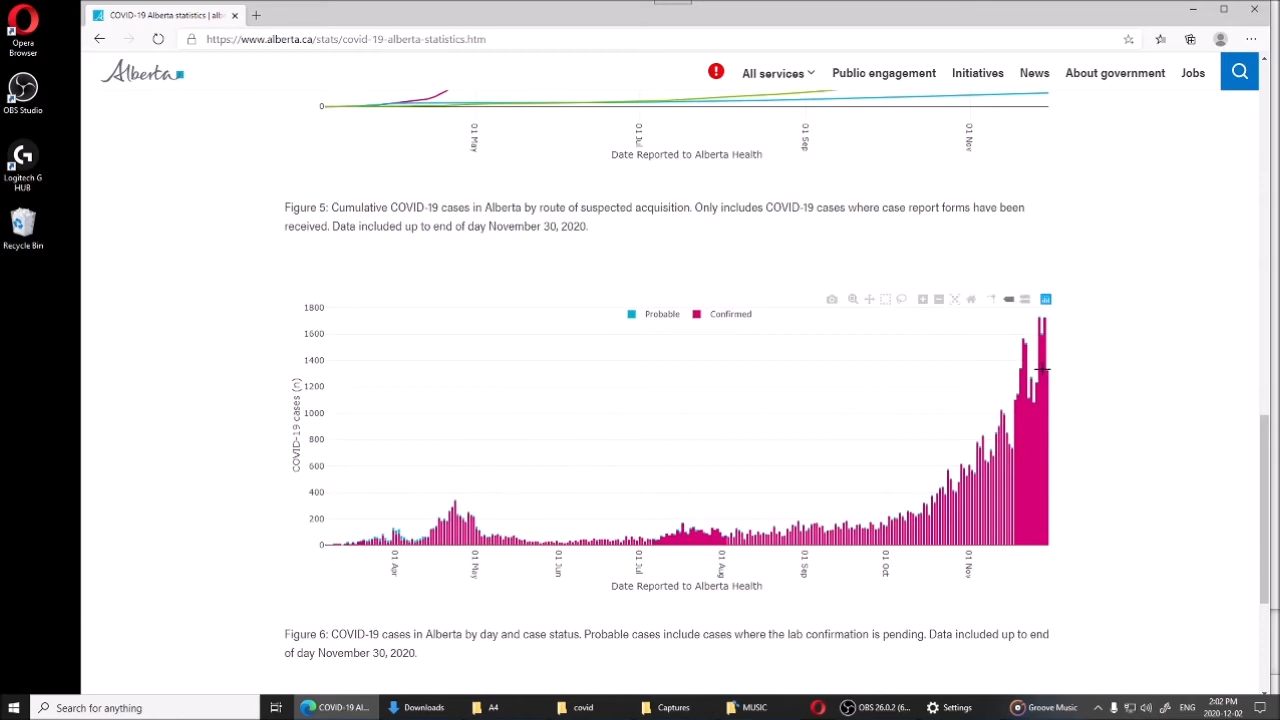 COVID-19 Alberta statistics | alb
https://www.alberta.ca/stats/covid-19-alberta-statistics.htm
Opera
Browser
OBS Studio
Logitech G
HUB
Recycle Bin
Alberta
All services
Public engagement
Initiatives
News
About government
Jobs
0
01 May
01 Jul
01 Sep
01 Nov
Date Reported to Alberta Health
Figure 5: Cumulative COVID-19 cases in Alberta by route of suspected acquisition. Only includes COVID-19 cases where case report forms have been
received. Data included up to end of day November 30, 2020.
Probable
Confirmed
COVID-19 cases (n)
1800
1600
1400
1200
1000
800
600
400
200
0
01 Apr
01 May
01 Jun
01 Jul
01 Aug
01 Sep
01 Oct
01 Nov
Date Reported to Alberta Health
Figure 6: COVID-19 cases in Alberta by day and case status. Probable cases include cases where the lab confirmation is pending. Data included up to end
of day November 30, 2020.
Search for anything
COVID-19 Al...
Downloads
A4
covid
Captures
MUSIC
OBS 26.0.2 (6...
Settings
Groove Music
ENG
2:02 PM
2020-12-02